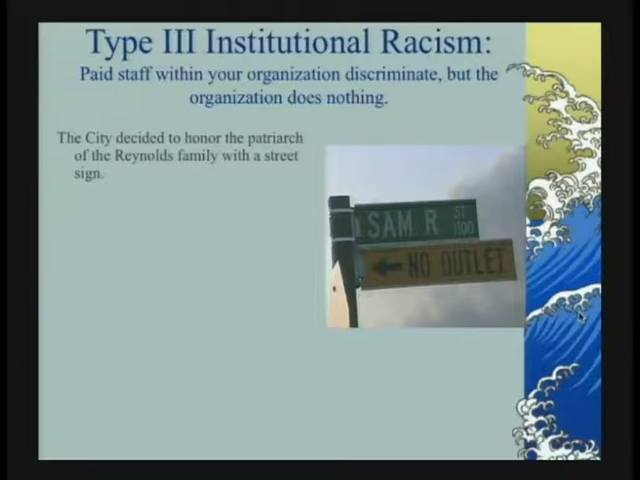 Type III Institutional Racism:
Paid staff within your organization discriminate, but the
organization does nothing.
The City decided to honor the patriarch
of the Reynolds family with a street
sign.
SAM R ST
1100
NO OUTLET